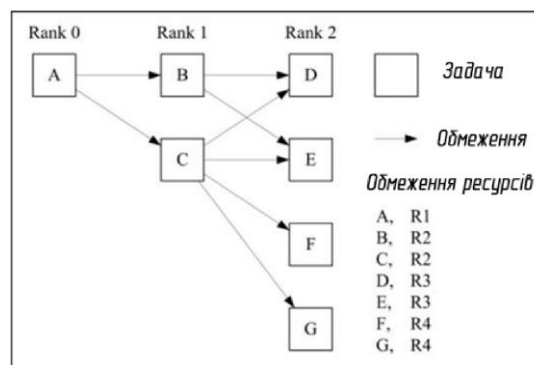 Rank 0 Rank 1 Rank 2
A B D Задача
C E Обмеження
Обмеження ресурсів
A, R1
B, R2
C, R2
D, R3
F E, R3
F, R4
G G, R4